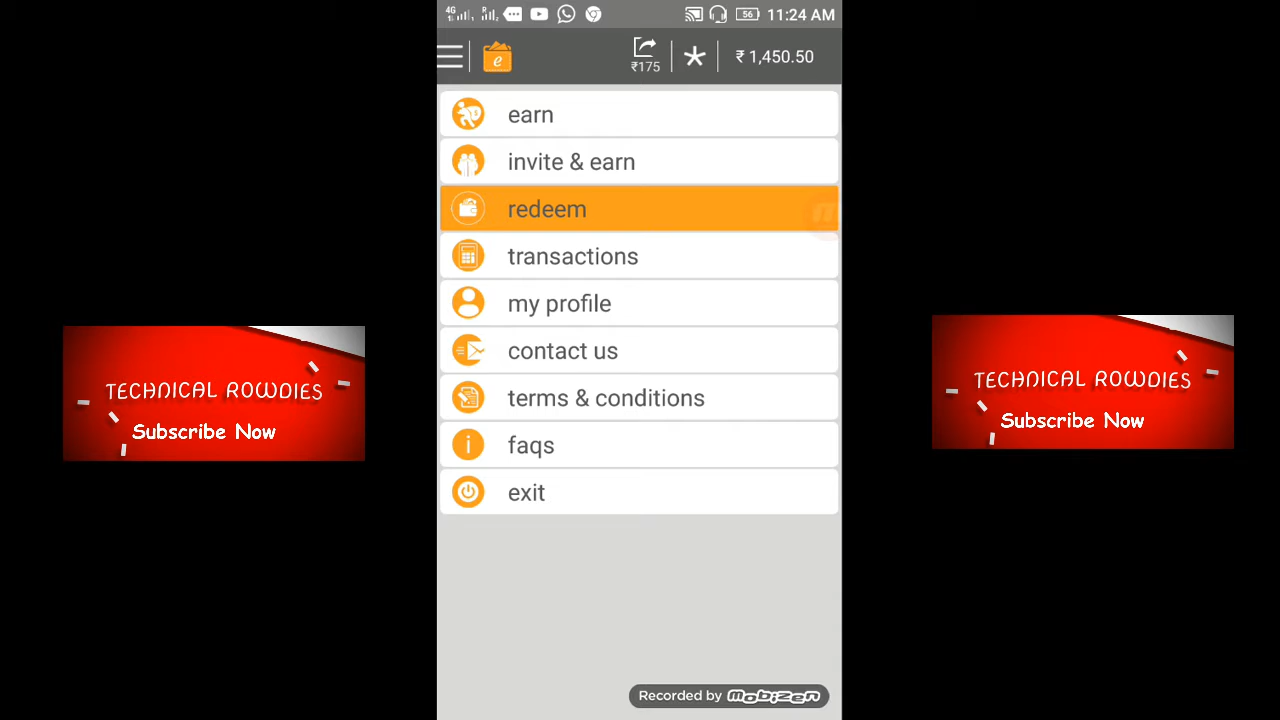 4G R 56 11:24 AM
e ₹175 ₹ 1,450.50
earn
invite & earn
redeem
transactions
my profile
contact us
terms & conditions
faqs
exit
TECHNICAL ROWDIES
Subscribe Now
TECHNICAL ROWDIES
Subscribe Now
Recorded by mobizen